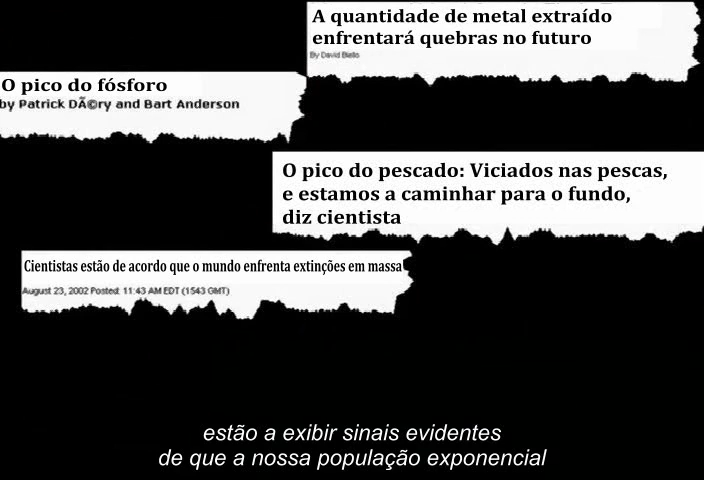 A quantidade de metal extraído
enfrentará quebras no futuro
By David Biello
O pico do fósforo
by Patrick DÃ©ry and Bart Anderson
O pico do pescado: Viciados nas pescas,
e estamos a caminhar para o fundo,
diz cientista
Cientistas estão de acordo que o mundo enfrenta extinções em massa
August 23, 2002 Posted: 11:43 AM EDT (1543 GMT)
estão a exibir sinais evidentes
de que a nossa população exponencial